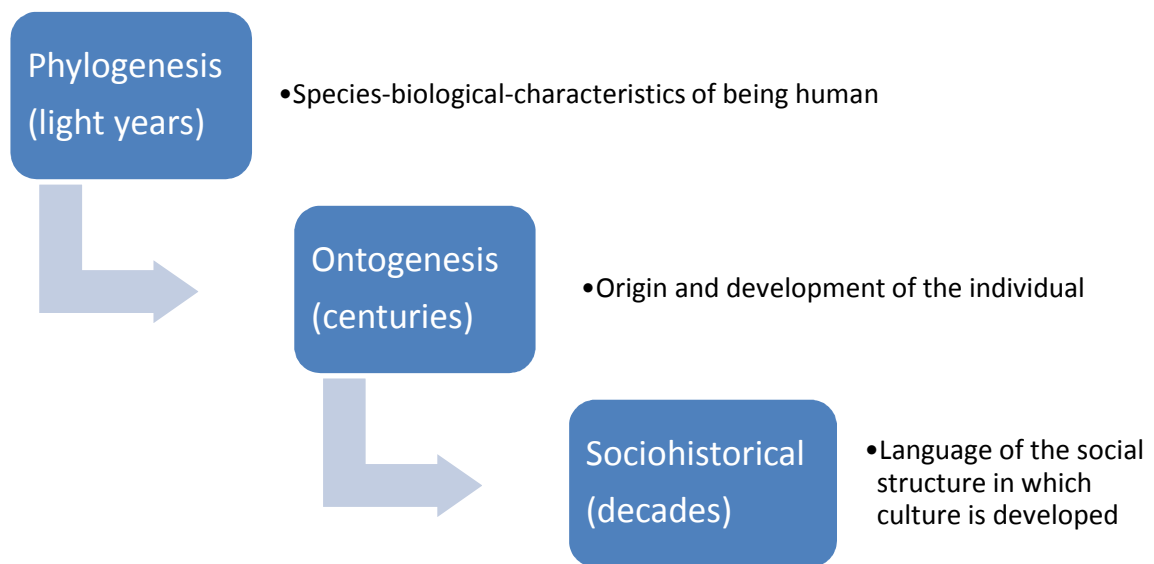 Phylogenesis
(light years)
•Species-biological-characteristics of being human
Ontogenesis
(centuries)
•Origin and development of the individual
Sociohistorical
(decades)
•Language of the social
structure in which
culture is developed